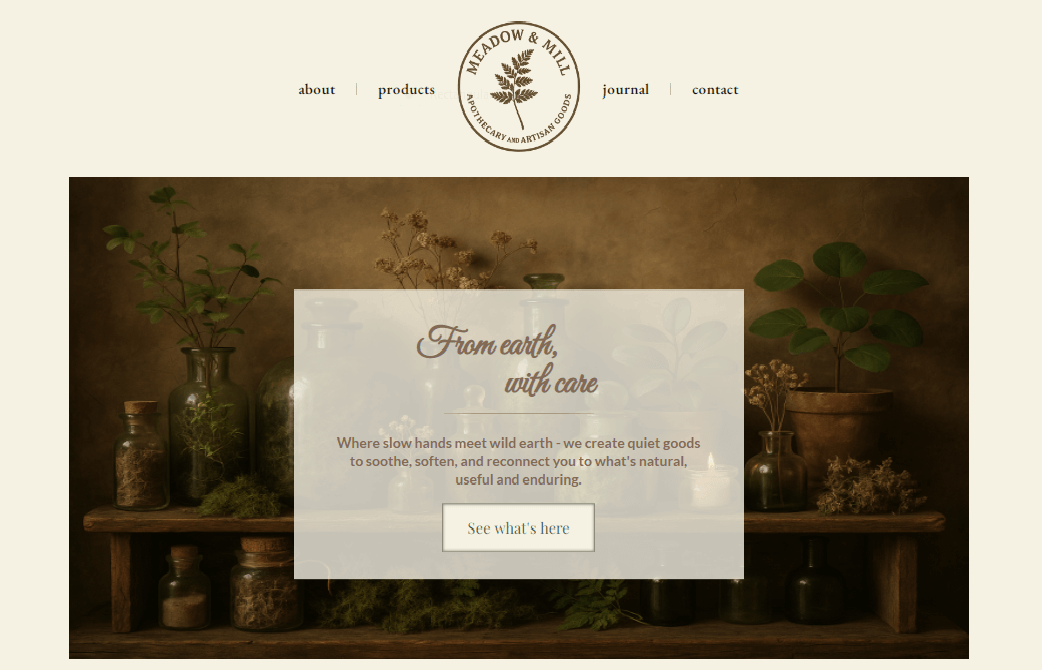 about
products
MEADOW & MILL
APOTHECARY AND ARTISAN GOODS
journal
contact
From earth,
with care
Where slow hands meet wild earth - we create quiet goods
to soothe, soften, and reconnect you to what's natural,
useful and enduring.
See what's here